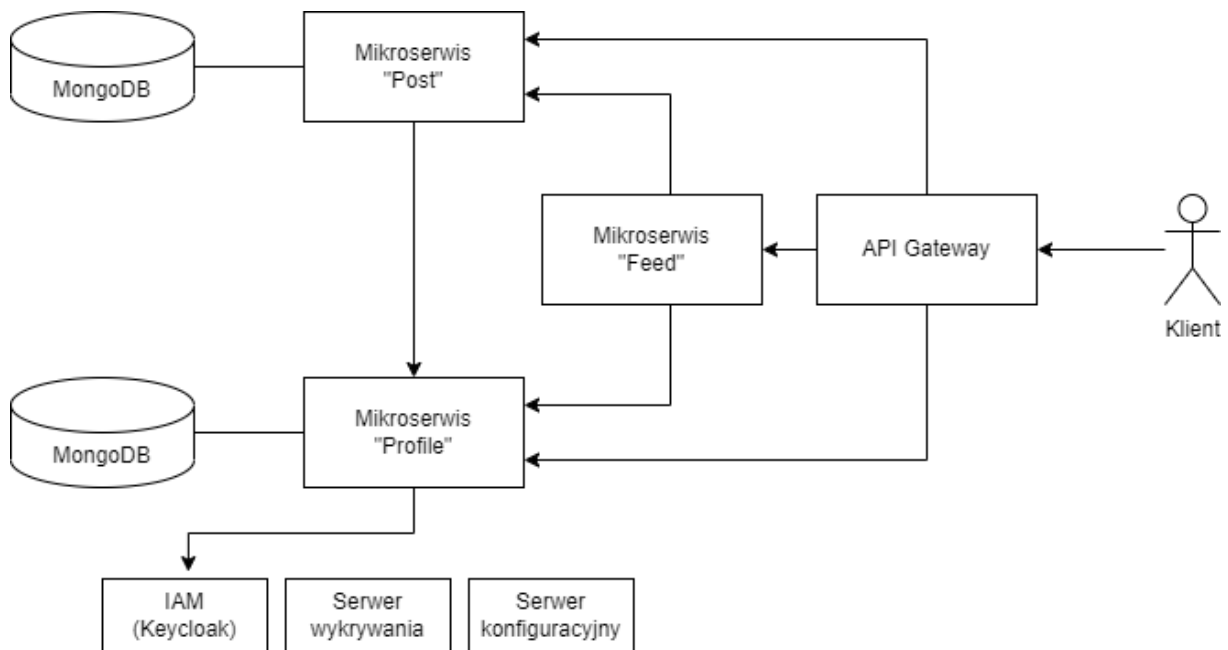 MongoDB
Mikroserwis
"Post"
Mikroserwis
"Feed"
API Gateway
Klient
MongoDB
Mikroserwis
"Profile"
IAM
(Keycloak)
Serwer
wykrywania
Serwer
konfiguracyjny